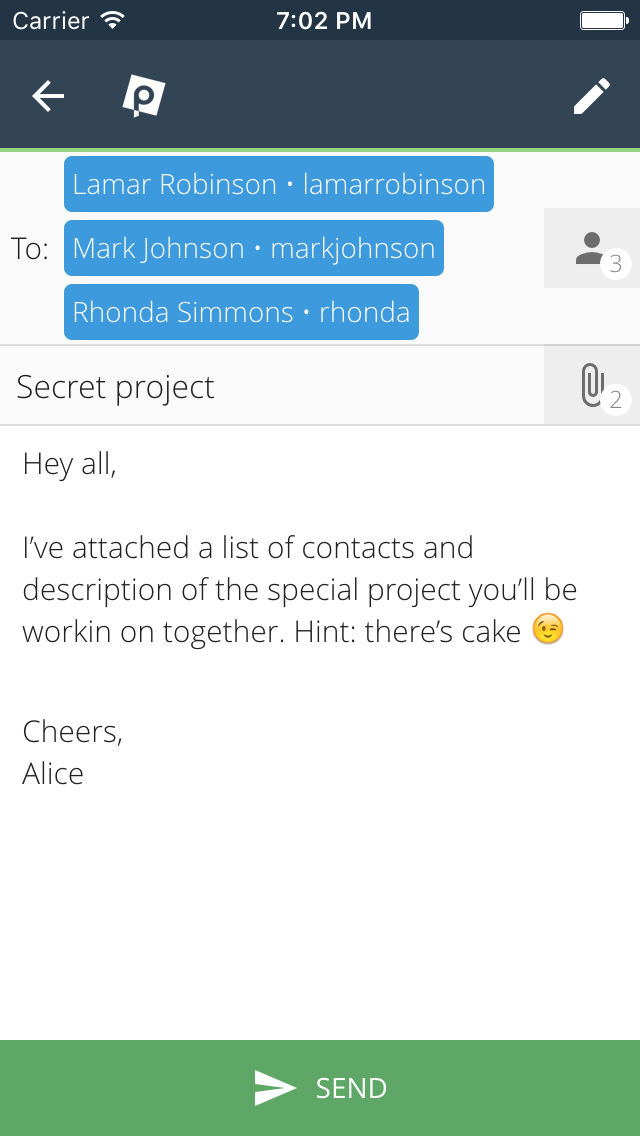 Carrier 7:02 PM
Lamar Robinson • lamarrobinson
To: Mark Johnson • markjohnson 3
Rhonda Simmons • rhonda
Secret project 2
Hey all,
I’ve attached a list of contacts and
description of the special project you’ll be
workin on together. Hint: there’s cake 😉
Cheers,
Alice
SEND